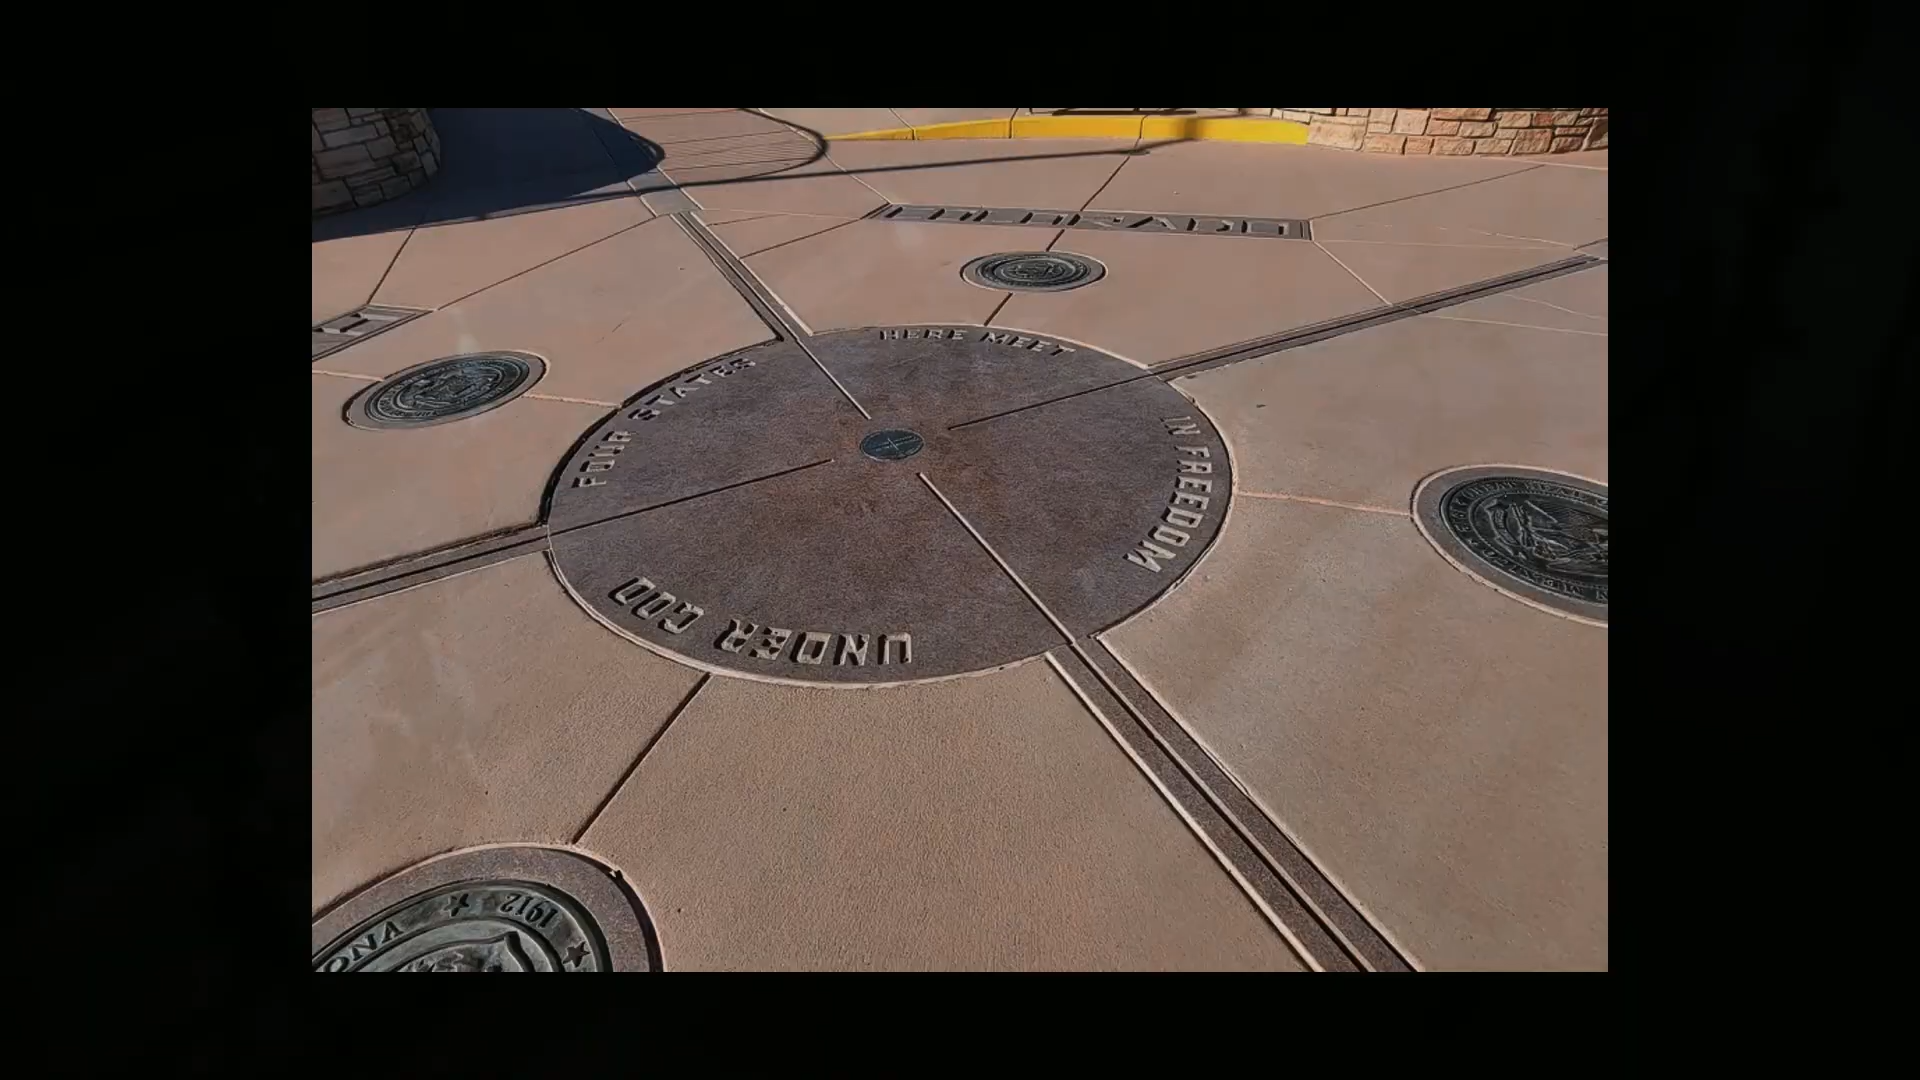 COLORADO
HERE MEET
FOUR STATES
IN FREEDOM
UNDER GOD
1912